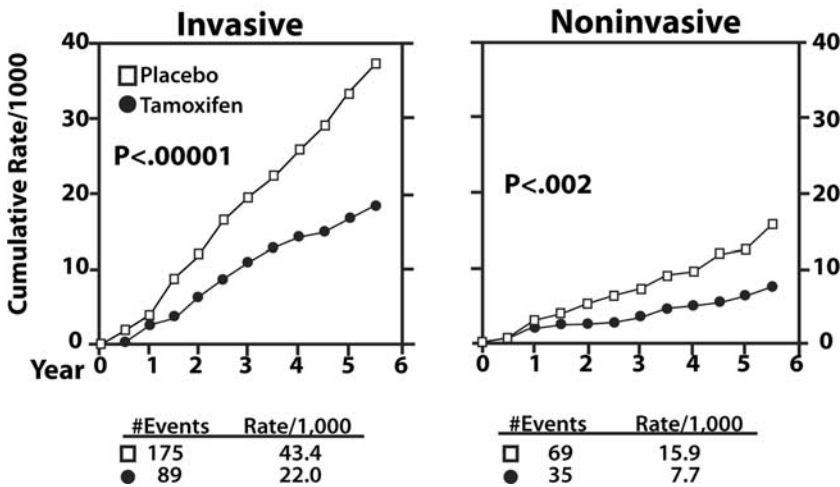 Invasive
Noninvasive
Cumulative Rate/1000
40
30
20
10
0
Placebo
Tamoxifen
P<.00001
Year
0 1 2 3 4 5 6
P<.002
40
30
20
10
0
0 1 2 3 4 5 6
#Events Rate/1,000
175 43.4
89 22.0
#Events Rate/1,000
69 15.9
35 7.7